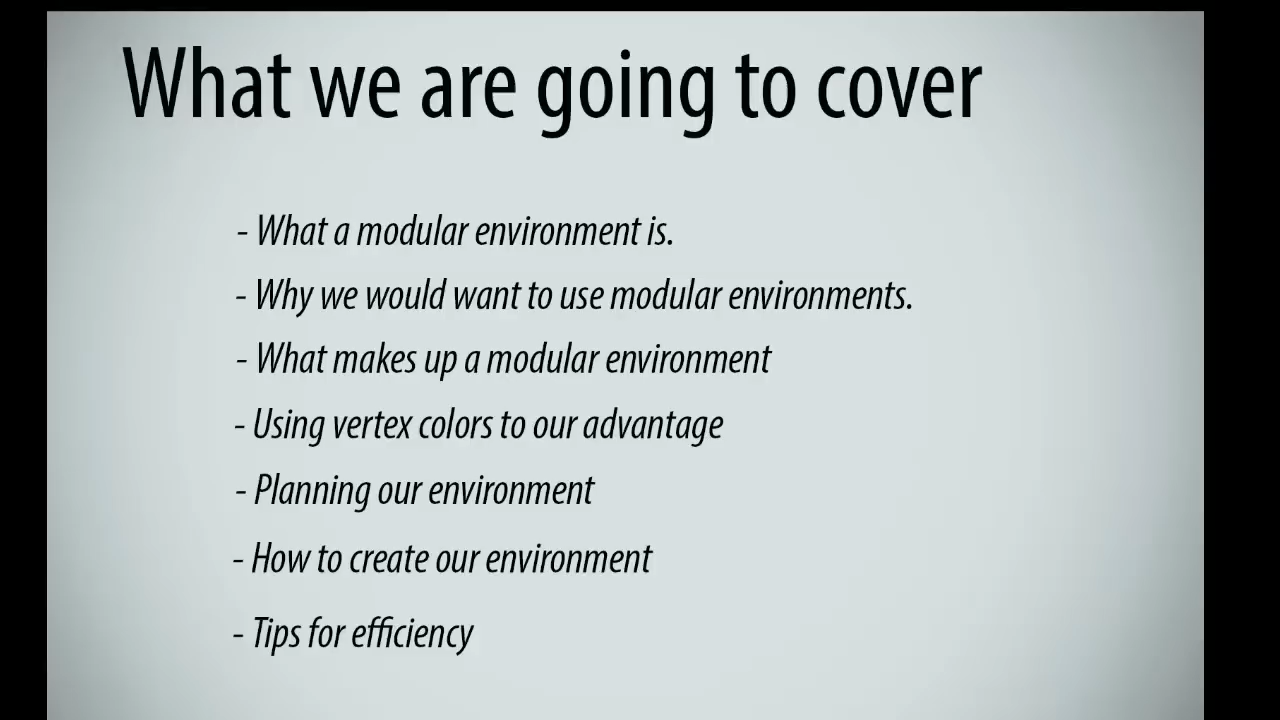 What we are going to cover
- What a modular environment is.
- Why we would want to use modular environments.
- What makes up a modular environment
- Using vertex colors to our advantage
- Planning our environment
- How to create our environment
- Tips for efficiency